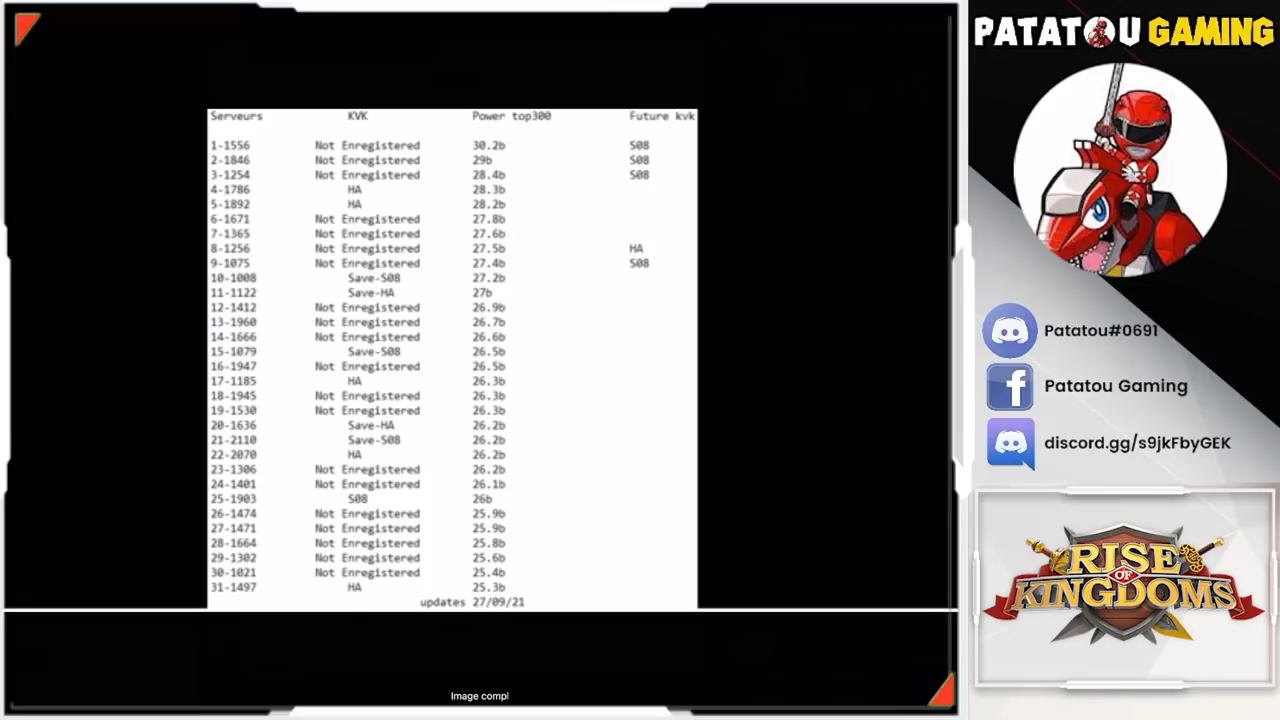 Serveurs KVK Power top300 Future kvk
1-1556 Not Enregistered 30.2b S08
2-1846 Not Enregistered 29b S08
3-1254 Not Enregistered 28.4b S08
4-1786 HA 28.3b
5-1892 HA 28.2b
6-1671 Not Enregistered 27.8b
7-1365 Not Enregistered 27.6b
8-1256 Not Enregistered 27.5b HA
9-1075 Not Enregistered 27.4b S08
10-1008 Save-S08 27.2b
11-1122 Save-HA 27b
12-1412 Not Enregistered 26.9b
13-1960 Not Enregistered 26.7b
14-1666 Not Enregistered 26.6b
15-1079 Save-S08 26.5b
16-1947 Not Enregistered 26.5b
17-1185 HA 26.3b
18-1945 Not Enregistered 26.3b
19-1530 Not Enregistered 26.3b
20-1636 Save-HA 26.2b
21-2110 Save-S08 26.2b
22-2070 HA 26.2b
23-1306 Not Enregistered 26.2b
24-1401 Not Enregistered 26.1b
25-1903 S08 26b
26-1474 Not Enregistered 25.9b
27-1471 Not Enregistered 25.9b
28-1664 Not Enregistered 25.8b
29-1302 Not Enregistered 25.6b
30-1021 Not Enregistered 25.4b
31-1497 HA 25.3b
updates 27/09/21
Image compl
PATATOU GAMING
Patatou#0691
Patatou Gaming
discord.gg/s9jkFbyGEK
RISE
OF
KINGDOMS